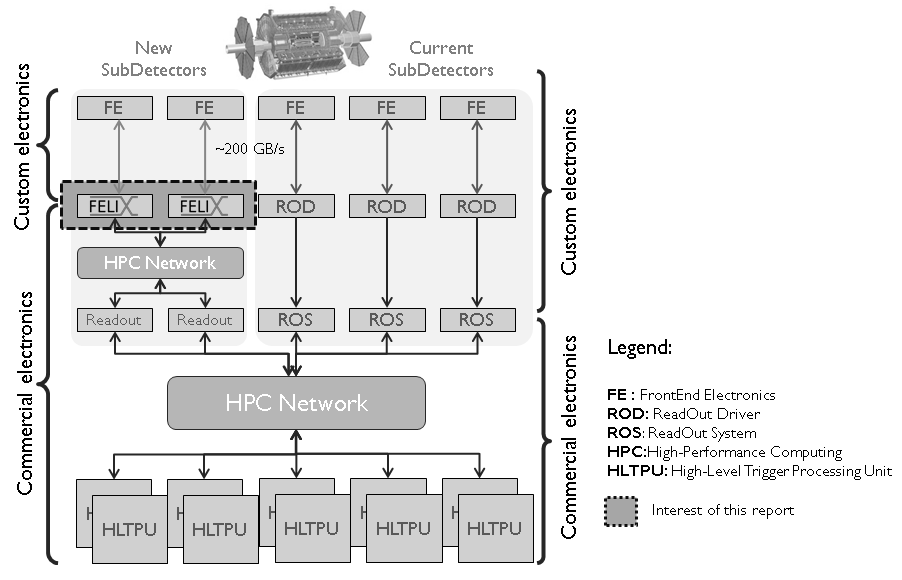 New
SubDetectors
Current
SubDetectors
FE
FE
FE
FE
FE
~200 GB/s
FELIX
FELIX
ROD
ROD
ROD
HPC Network
Readout
Readout
ROS
ROS
ROS
HPC Network
H
H
H
H
H
HLTPU
HLTPU
HLTPU
HLTPU
HLTPU
Custom electronics
Commercial electronics
Custom electronics
Commercial electronics
Legend:
FE : FrontEnd Electronics
ROD: ReadOut Driver
ROS: ReadOut System
HPC:High-Performance Computing
HLTPU: High-Level Trigger Processing Unit
Interest of this report